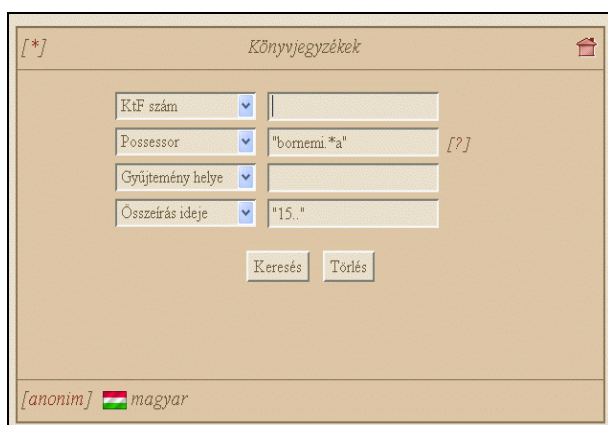 [*] Könyvjegyzékek
KtF szám
Possessor "bornemi.*a" [?]
Gyűjtemény helye
Összeírás ideje "15.."
Keresés Törlés
[anonim] magyar